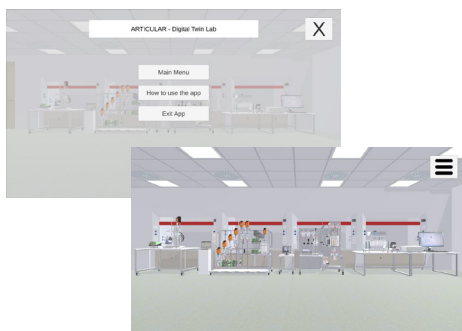 ARTICULAR - Digital Twin Lab
X
Main Menu
How to use the app
Exit App